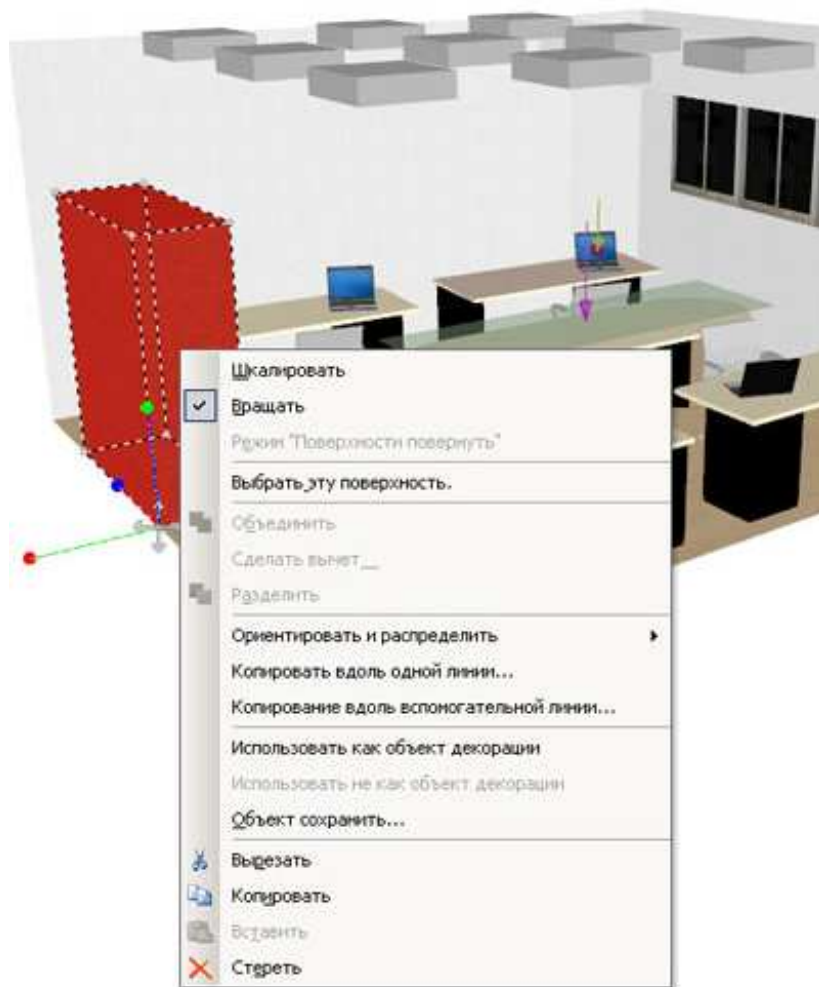 Шкалировать
Вращать
Режим "Поверхности повернуть"
Выбрать эту поверхность.
Объединить
Сделать вычет__
Разделить
Ориентировать и распределить
Копировать вдоль одной линии...
Копирование вдоль вспомогательной линии...
Использовать как объект декорации
Использовать не как объект декорации
Объект сохранить...
Вырезать
Копировать
Вставить
Стереть